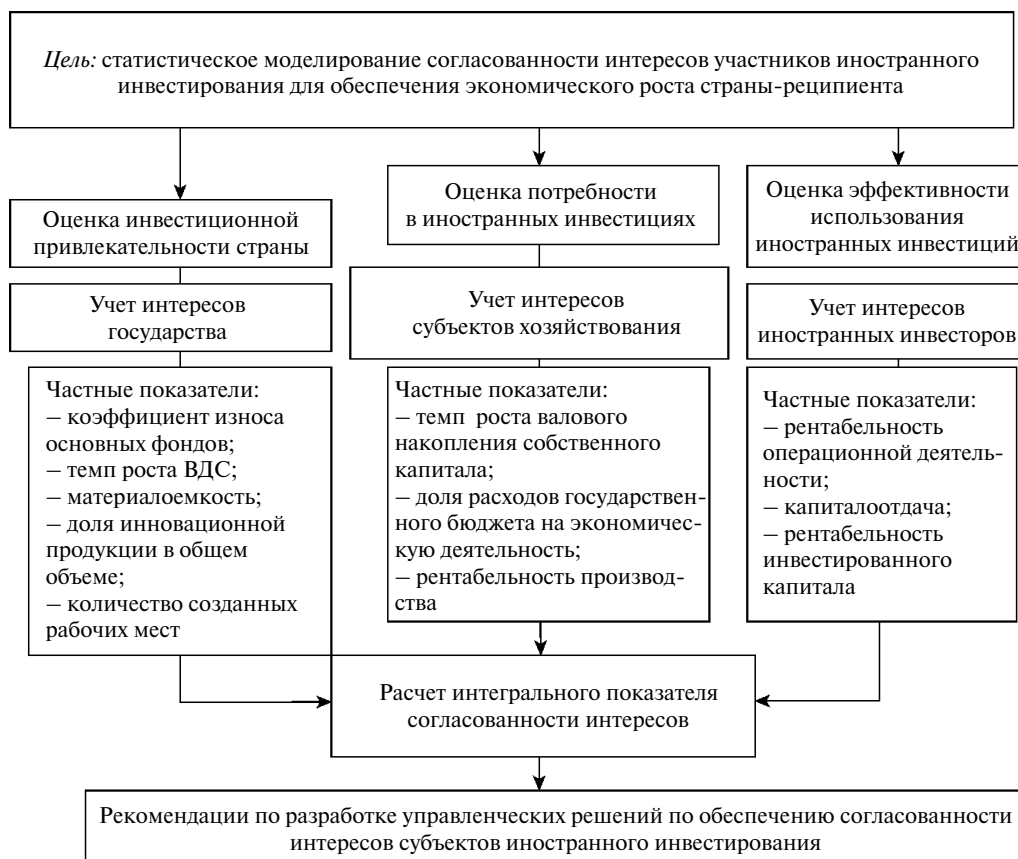 Цель: статистическое моделирование согласованности интересов участников иностранного
инвестирования для обеспечения экономического роста страны-реципиента
Оценка инвестиционной
привлекательности страны
Оценка потребности
в иностранных инвестициях
Оценка эффективности
использования
иностранных инвестиций
Учет интересов
государства
Учет интересов
субъектов хозяйствования
Учет интересов
иностранных инвесторов
Частные показатели:
– коэффициент износа
основных фондов;
– темп роста ВДС;
– материалоемкость;
– доля инновационной
продукции в общем
объеме;
– количество созданных
рабочих мест
Частные показатели:
– темп роста валового
накопления собственного
капитала;
– доля расходов государствен-
ного бюджета на экономичес-
кую деятельность;
– рентабельность производ-
ства
Частные показатели:
– рентабельность
операционной деятель-
ности;
– капиталоотдача;
– рентабельность
инвестированного
капитала
Расчет интегрального показателя
согласованности интересов
Рекомендации по разработке управленческих решений по обеспечению согласованности
интересов субъектов иностранного инвестирования